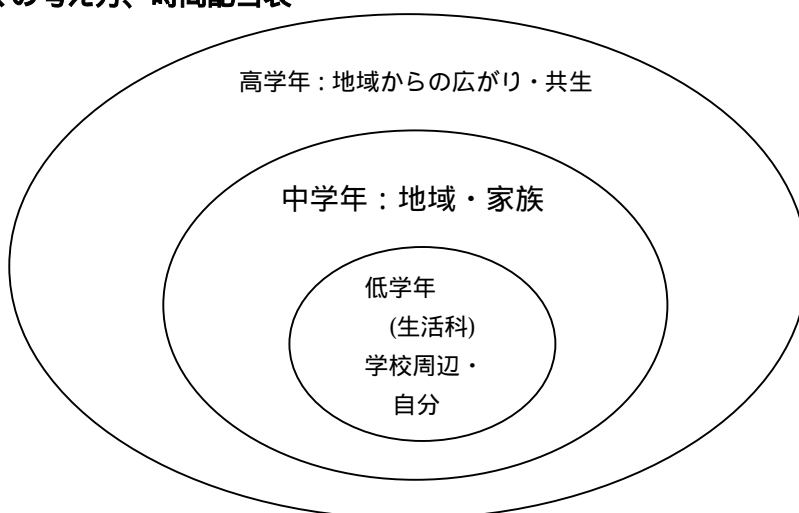 の考え方、時間配当表
高学年：地域からの広がり・共生
中学年：地域・家族
低学年
(生活科)
学校周辺・
自分